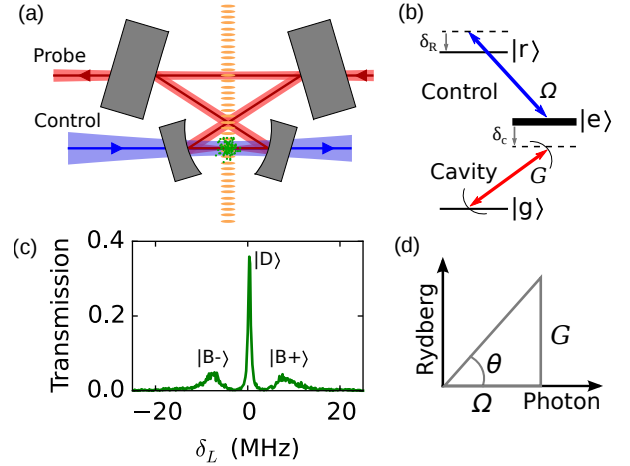 (a)
Probe
Control
(b)
δR
|r⟩
Ω
Control
|e⟩
δc
G
Cavity
|g⟩
(c)
Transmission
0.4
0.2
0.0
|D⟩
|B-⟩
|B+⟩
−20
0
20
δL (MHz)
(d)
Rydberg
G
θ
Ω
Photon